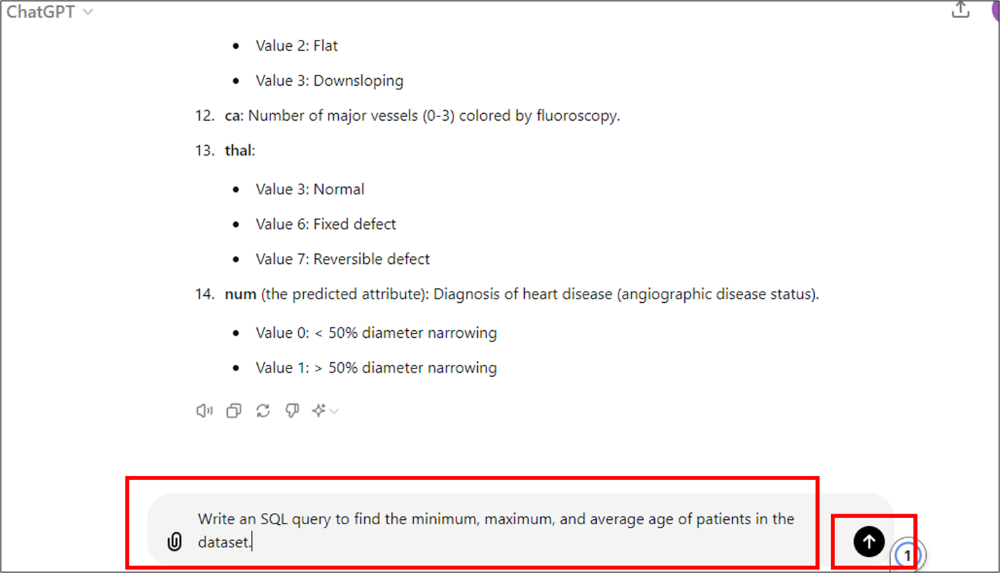 ChatGPT
• Value 2: Flat
• Value 3: Downsloping
12. ca: Number of major vessels (0-3) colored by fluoroscopy.
13. thal:
• Value 3: Normal
• Value 6: Fixed defect
• Value 7: Reversible defect
14. num (the predicted attribute): Diagnosis of heart disease (angiographic disease status).
• Value 0: < 50% diameter narrowing
• Value 1: > 50% diameter narrowing
Write an SQL query to find the minimum, maximum, and average age of patients in the
dataset.
1